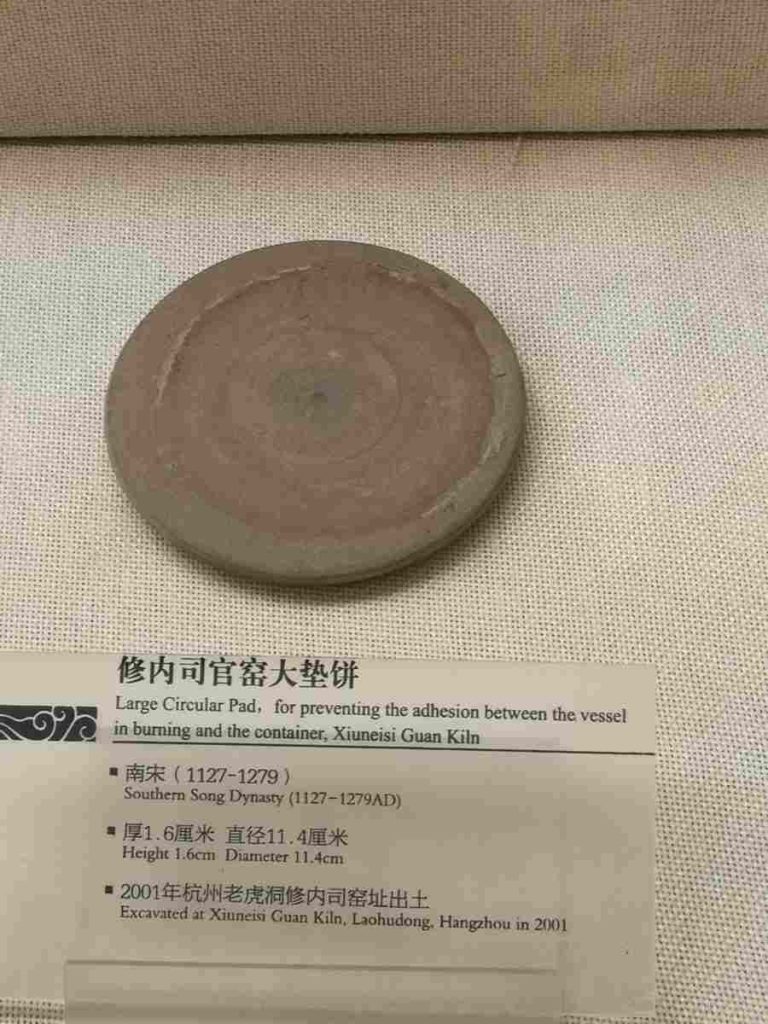 修内司官窑大垫饼
Large Circular Pad, for preventing the adhesion between the vessel
in burning and the container, Xiuneisi Guan Kiln
▪ 南宋（1127-1279）
Southern Song Dynasty (1127-1279AD)
▪ 厚1.6厘米 直径11.4厘米
Height 1.6cm Diameter 11.4cm
▪ 2001年杭州老虎洞修内司窑址出土
Excavated at Xiuneisi Guan Kiln, Laohudong, Hangzhou in 2001